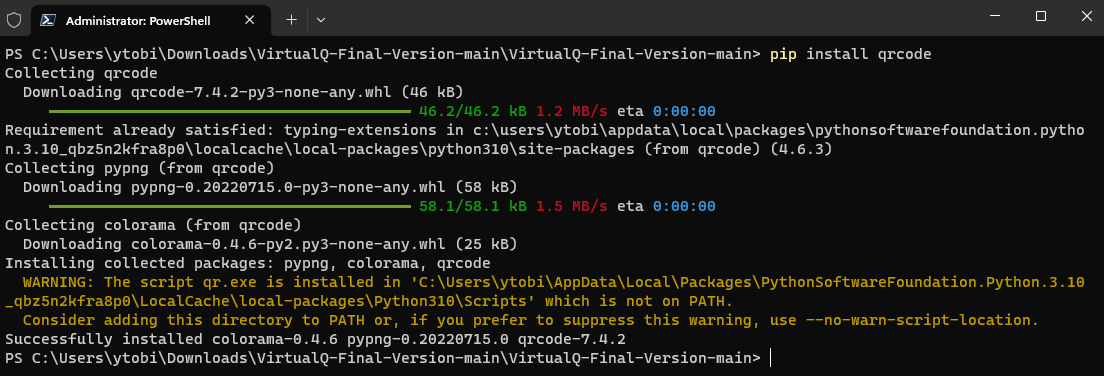 Administrator: PowerShell
PS C:\Users\ytobi\Downloads\VirtualQ-Final-Version-main\VirtualQ-Final-Version-main> pip install qrcode
Collecting qrcode
  Downloading qrcode-7.4.2-py3-none-any.whl (46 kB)
46.2/46.2 kB 1.2 MB/s eta 0:00:00
Requirement already satisfied: typing-extensions in c:\users\ytobi\appdata\local\packages\pythonsoftwarefoundation.pytho
n.3.10_qbz5n2kfra8p0\localcache\local-packages\python310\site-packages (from qrcode) (4.6.3)
Collecting pypng (from qrcode)
  Downloading pypng-0.20220715.0-py3-none-any.whl (58 kB)
58.1/58.1 kB 1.5 MB/s eta 0:00:00
Collecting colorama (from qrcode)
  Downloading colorama-0.4.6-py2.py3-none-any.whl (25 kB)
Installing collected packages: pypng, colorama, qrcode
  WARNING: The script qr.exe is installed in 'C:\Users\ytobi\AppData\Local\Packages\PythonSoftwareFoundation.Python.3.10
_qbz5n2kfra8p0\LocalCache\local-packages\Python310\Scripts' which is not on PATH.
  Consider adding this directory to PATH or, if you prefer to suppress this warning, use --no-warn-script-location.
Successfully installed colorama-0.4.6 pypng-0.20220715.0 qrcode-7.4.2
PS C:\Users\ytobi\Downloads\VirtualQ-Final-Version-main\VirtualQ-Final-Version-main>